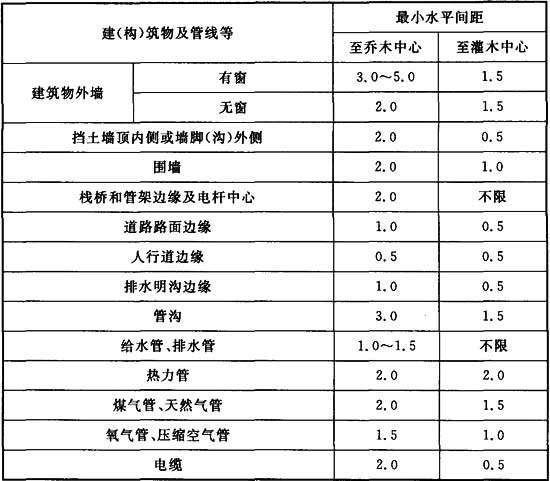 建(构)筑物及管线等 最小水平间距
至乔木中心 至灌木中心
建筑物外墙 有窗 3.0～5.0 1.5
无窗 2.0 1.5
挡土墙顶内侧或墙脚(沟)外侧 2.0 0.5
围墙 2.0 1.0
栈桥和管架边缘及电杆中心 2.0 不限
道路路面边缘 1.0 0.5
人行道边缘 0.5 0.5
排水明沟边缘 1.0 0.5
管沟 3.0 1.5
给水管、排水管 1.0～1.5 不限
热力管 2.0 2.0
煤气管、天然气管 2.0 1.5
氧气管、压缩空气管 1.5 1.0
电缆 2.0 0.5